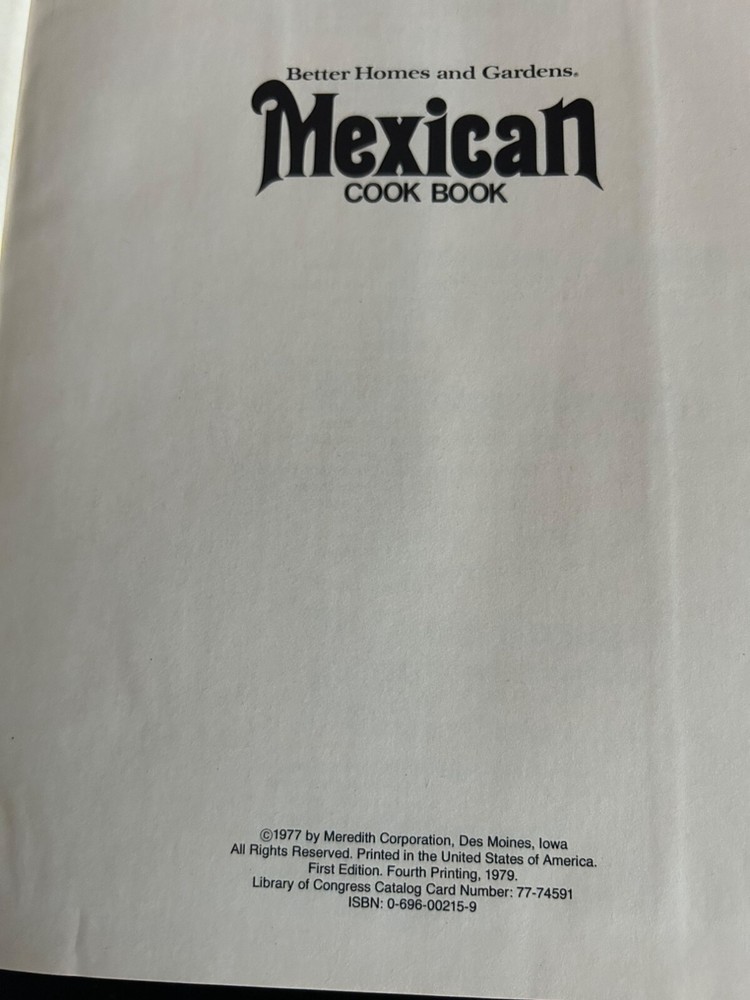 Better Homes and Gardens®
Mexican
COOK BOOK
©1977 by Meredith Corporation, Des Moines, Iowa
All Rights Reserved. Printed in the United States of America.
First Edition. Fourth Printing, 1979.
Library of Congress Catalog Card Number: 77-74591
ISBN: 0-696-00215-9